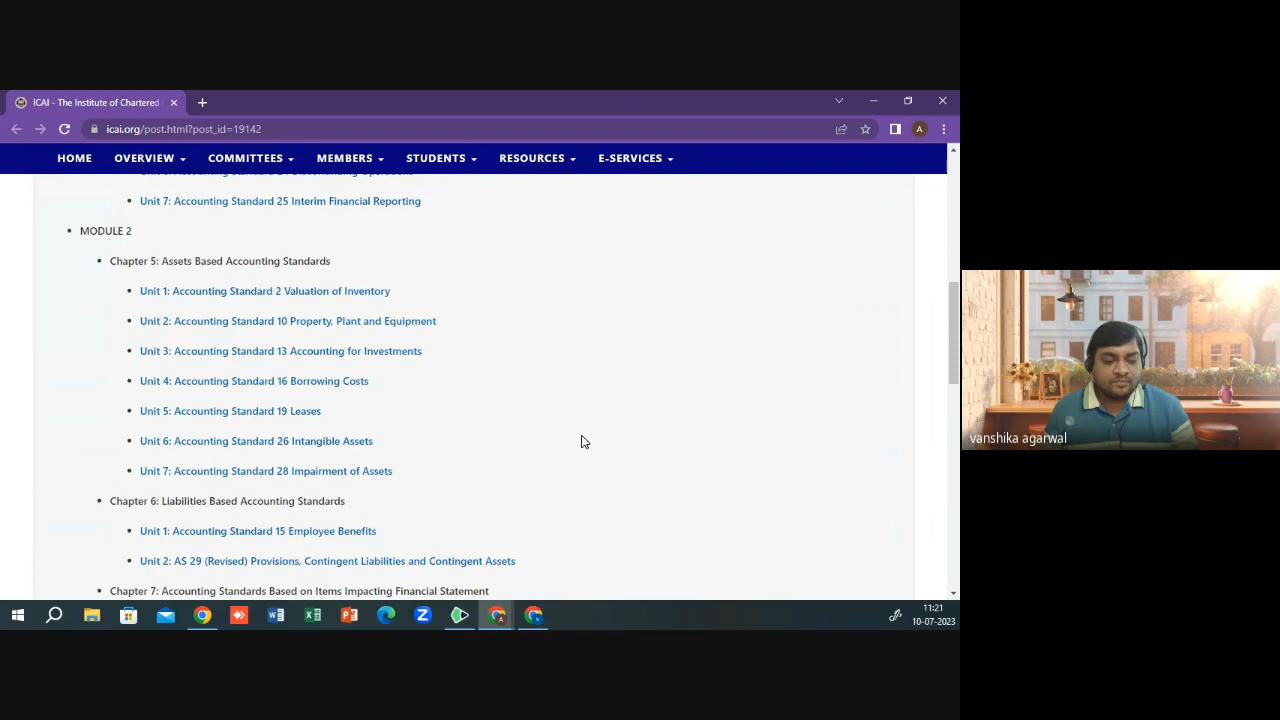 ICAI - The Institute of Chartered
icai.org/post.html?post_id=19142
A
HOME OVERVIEW COMMITTEES MEMBERS STUDENTS RESOURCES E-SERVICES
Unit 7: Accounting Standard 25 Interim Financial Reporting
MODULE 2
Chapter 5: Assets Based Accounting Standards
Unit 1: Accounting Standard 2 Valuation of Inventory
Unit 2: Accounting Standard 10 Property, Plant and Equipment
Unit 3: Accounting Standard 13 Accounting for Investments
Unit 4: Accounting Standard 16 Borrowing Costs
Unit 5: Accounting Standard 19 Leases
Unit 6: Accounting Standard 26 Intangible Assets
Unit 7: Accounting Standard 28 Impairment of Assets
Chapter 6: Liabilities Based Accounting Standards
Unit 1: Accounting Standard 15 Employee Benefits
Unit 2: AS 29 (Revised) Provisions, Contingent Liabilities and Contingent Assets
Chapter 7: Accounting Standards Based on Items Impacting Financial Statement
vanshika agarwal
11:21
10-07-2023